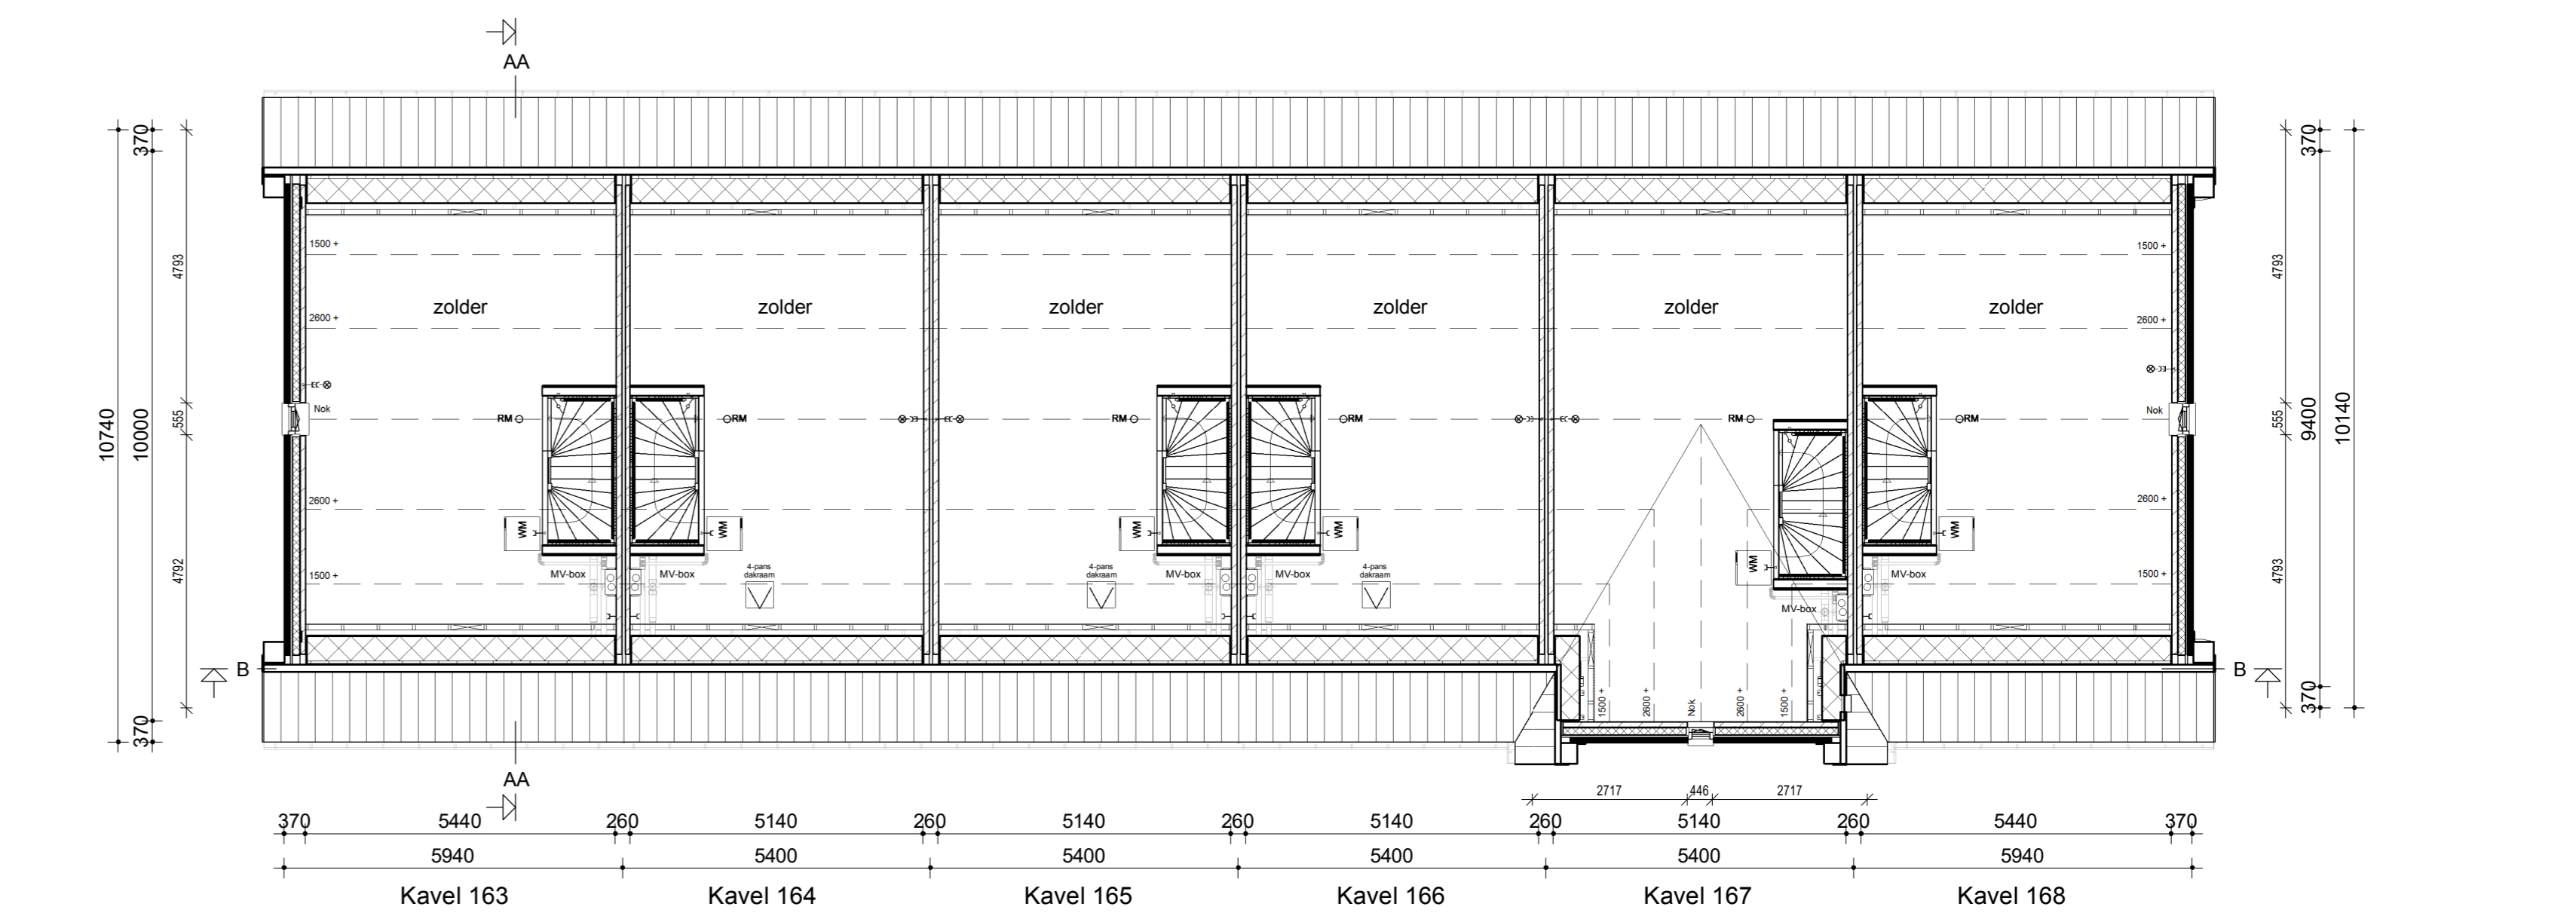 AA
370
370
4793
4793
1500 +
1500 +
zolder
zolder
zolder
zolder
zolder
zolder
2600 +
2600 +
10740
10000
555
Nok
RM
RM
RM
RM
RM
RM
Nok
555
9400
10140
2600 +
2600 +
WM
WM
WM
WM
WM
WM
4792
4793
1500 +
1500 +
MV-box
MV-box
4-pans
dakraam
4-pans
dakraam
MV-box
MV-box
4-pans
dakraam
MV-box
MV-box
B
B
370
370
1500 +
2600 +
Nok
2600 +
1500 +
AA
2717
446
2717
370
5440
260
5140
260
5140
260
5140
260
5140
260
5440
370
5940
5400
5400
5400
5400
5940
Kavel 163
Kavel 164
Kavel 165
Kavel 166
Kavel 167
Kavel 168